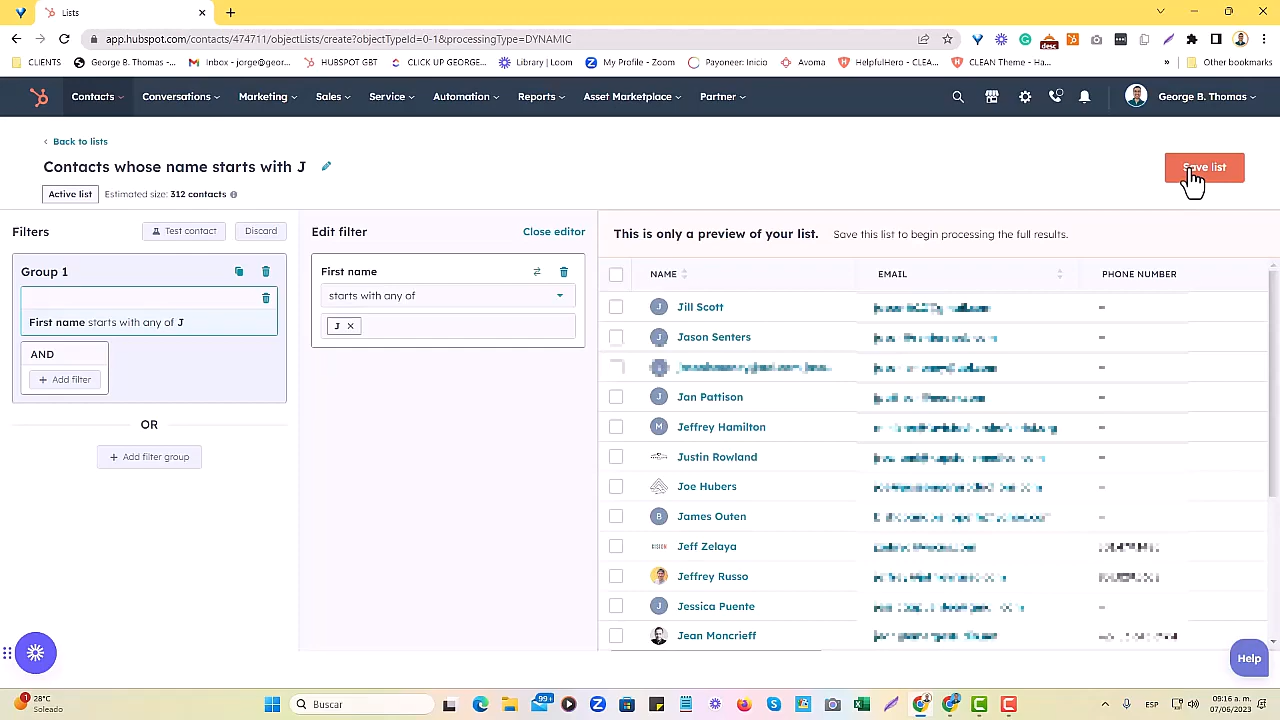 Lists
app.hubspot.com/contacts/474711/objectLists/create?objectTypeId=0-1&processingType=DYNAMIC
desc
CLIENTS
George B. Thomas -...
Inbox - jorge@geor...
HUBSPOT GBT
CLICK UP GEORGE...
Library | Loom
My Profile - Zoom
Payoneer: Inicio
Avoma
HelpfulHero - CLEA...
CLEAN Theme - Ha...
»
Other bookmarks
Contacts
Conversations
Marketing
Sales
Service
Automation
Reports
Asset Marketplace
Partner
George B. Thomas
Back to lists
Contacts whose name starts with J
Save list
Active list
Estimated size: 312 contacts
Filters
Test contact
Discard
Group 1
First name starts with any of J
AND
+ Add filter
OR
+ Add filter group
Edit filter
Close editor
First name
starts with any of
J ×
This is only a preview of your list.
Save this list to begin processing the full results.
NAME
EMAIL
PHONE NUMBER
J
Jill Scott
--
J
Jason Senters
--
--
J
Jan Pattison
--
M
Jeffrey Hamilton
--
Justin Rowland
--
Joe Hubers
--
B
James Outen
--
Jeff Zelaya
Jeffrey Russo
J
Jessica Puente
--
Jean Moncrieff
Help
1
28°C
Soleado
Buscar
99+
ESP
09:16 a. m.
07/06/2023